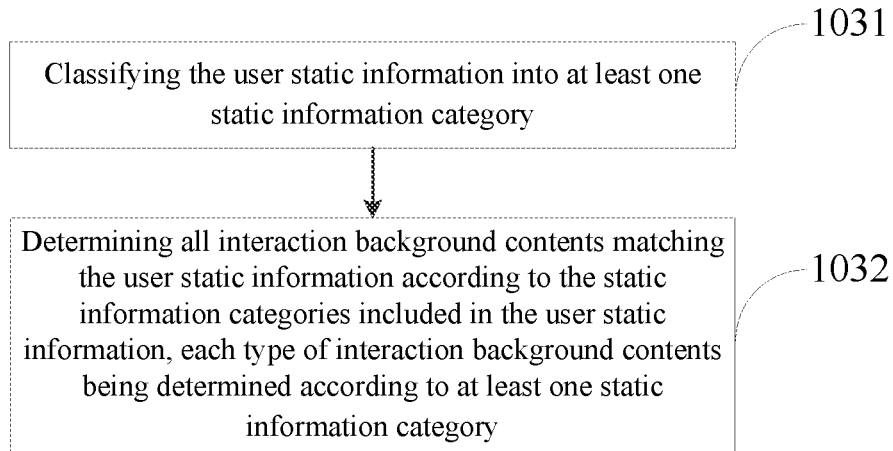 1031
Classifying the user static information into at least one
static information category
Determining all interaction background contents matching
the user static information according to the static
information categories included in the user static
information, each type of interaction background contents
being determined according to at least one static
information category
1032